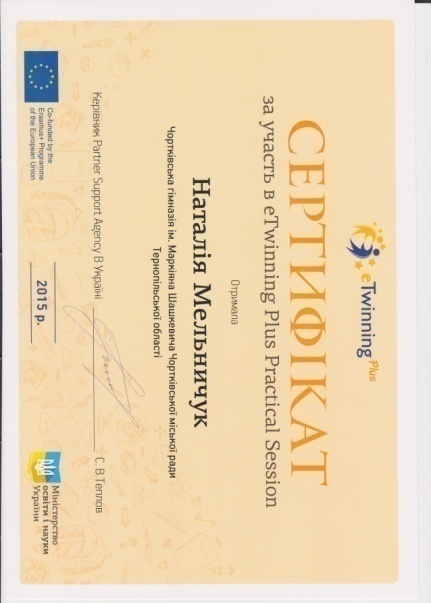 eTwinning Plus
СЕРТИФІКАТ
за участь в eTwinning Plus Practical Session
Отримала
Наталія Мельничук
Чортківська гімназія ім. Маркіяна Шашкевича Чортківської міської ради
Тернопільської області
Керівник Partner Support Agency В Україні
С. В.Теплов
Co-funded by the
Erasmus+ Programme
of the European Union
2015 р.
Міністерство
освіти і науки
України